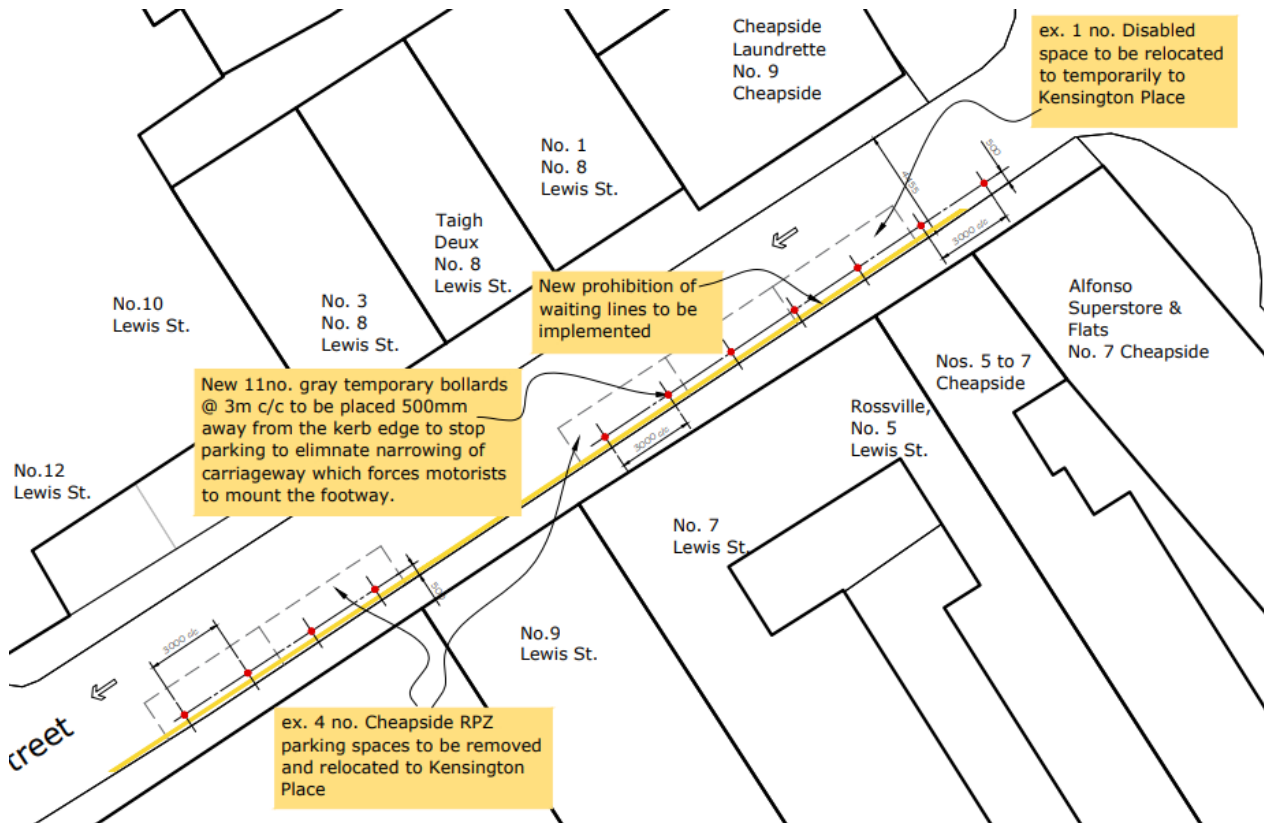 Cheapside
Laundrette
No. 9
Cheapside
ex. 1 no. Disabled
space to be relocated
to temporarily to
Kensington Place
No. 1
No. 8
Lewis St.
4455
500
3000 c/c
Taigh
Deux
No. 8
Lewis St.
New prohibition of
waiting lines to be
implemented
No.10
Lewis St.
No. 3
No. 8
Lewis St.
Alfonso
Superstore &
Flats
No. 7 Cheapside
Nos. 5 to 7
Cheapside
New 11no. gray temporary bollards
@ 3m c/c to be placed 500mm
away from the kerb edge to stop
parking to elimnate narrowing of
carriageway which forces motorists
to mount the footway.
3000 c/c
Rossville,
No. 5
Lewis St.
No.12
Lewis St.
No. 7
Lewis St.
500
3000 c/c
No.9
Lewis St.
ex. 4 no. Cheapside RPZ
parking spaces to be removed
and relocated to Kensington
Place
treet